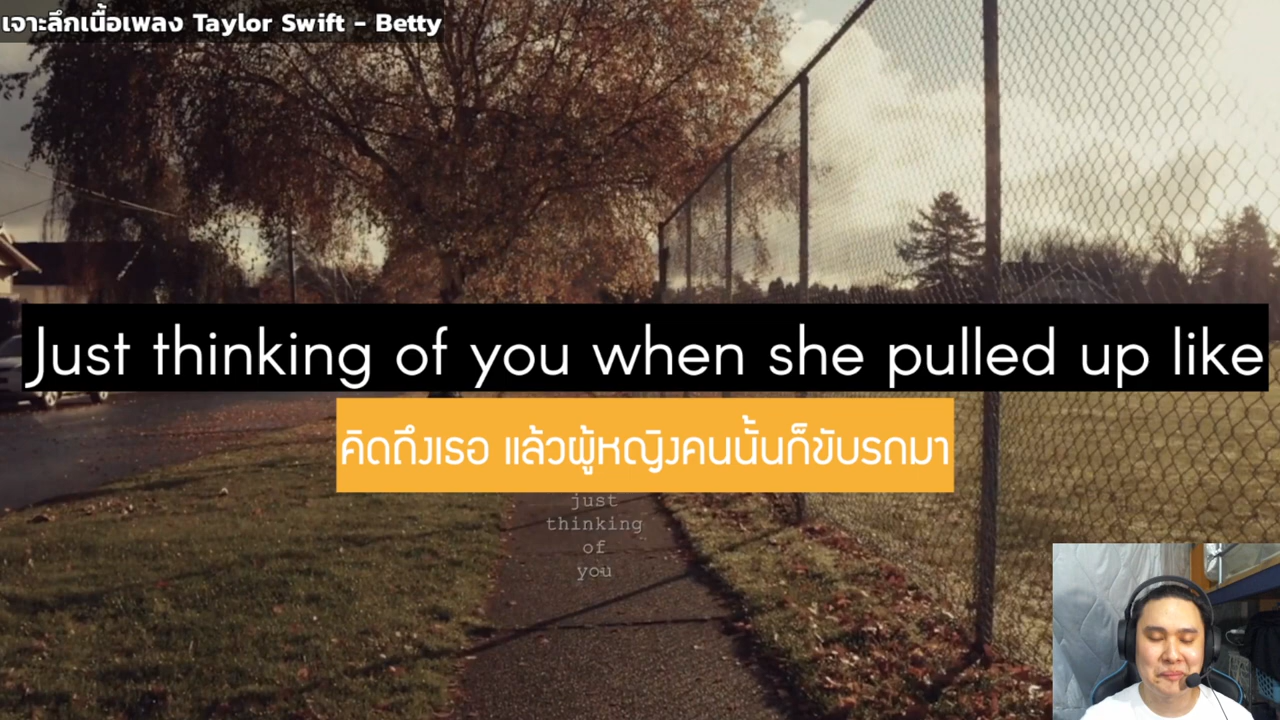 เจาะลึกเนื้อเพลง Taylor Swift - Betty
Just thinking of you when she pulled up like
คิดถึงเธอ แล้วผู้หญิงคนนั้นก็ขับรถมา
just
thinking
of
you